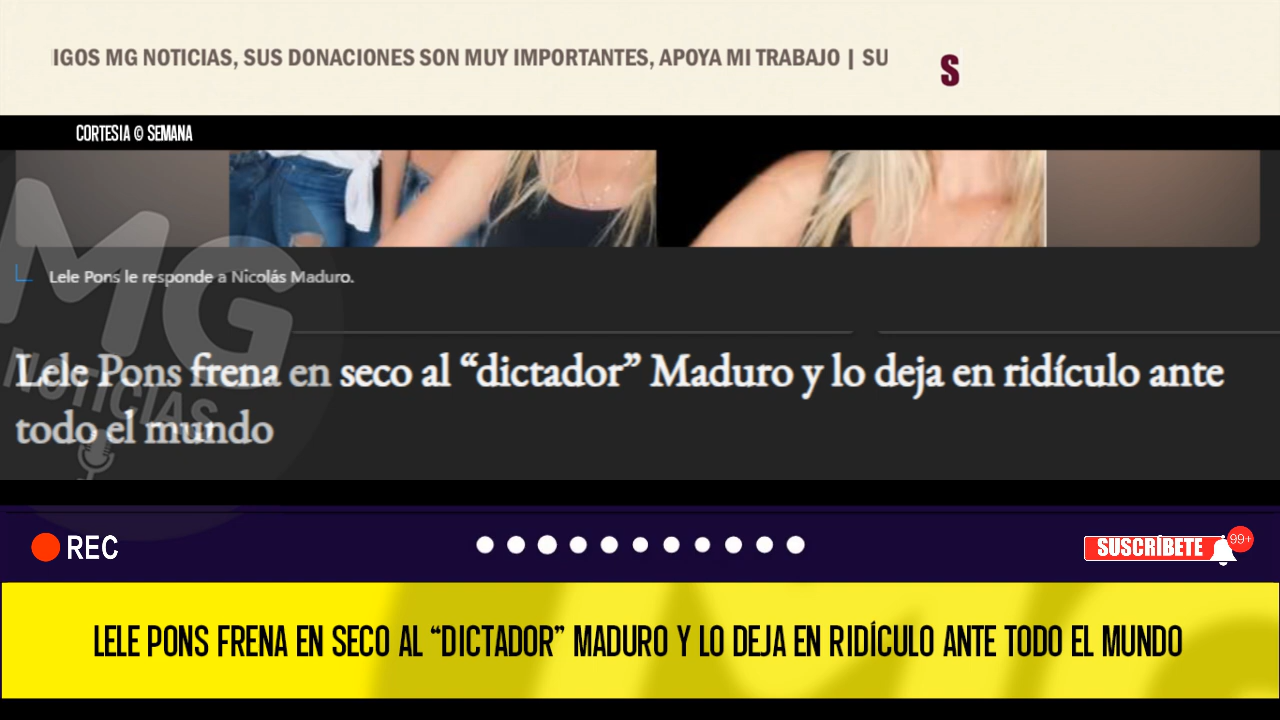 IGOS MG NOTICIAS, SUS DONACIONES SON MUY IMPORTANTES, APOYA MI TRABAJO | SU
S
CORTESIA © SEMANA
MG
NOTICIAS
Lele Pons le responde a Nicolás Maduro.
Lele Pons frena en seco al “dictador” Maduro y lo deja en ridículo ante
todo el mundo
REC
SUSCRÍBETE
99+
LELE PONS FRENA EN SECO AL “DICTADOR” MADURO Y LO DEJA EN RIDÍCULO ANTE TODO EL MUNDO